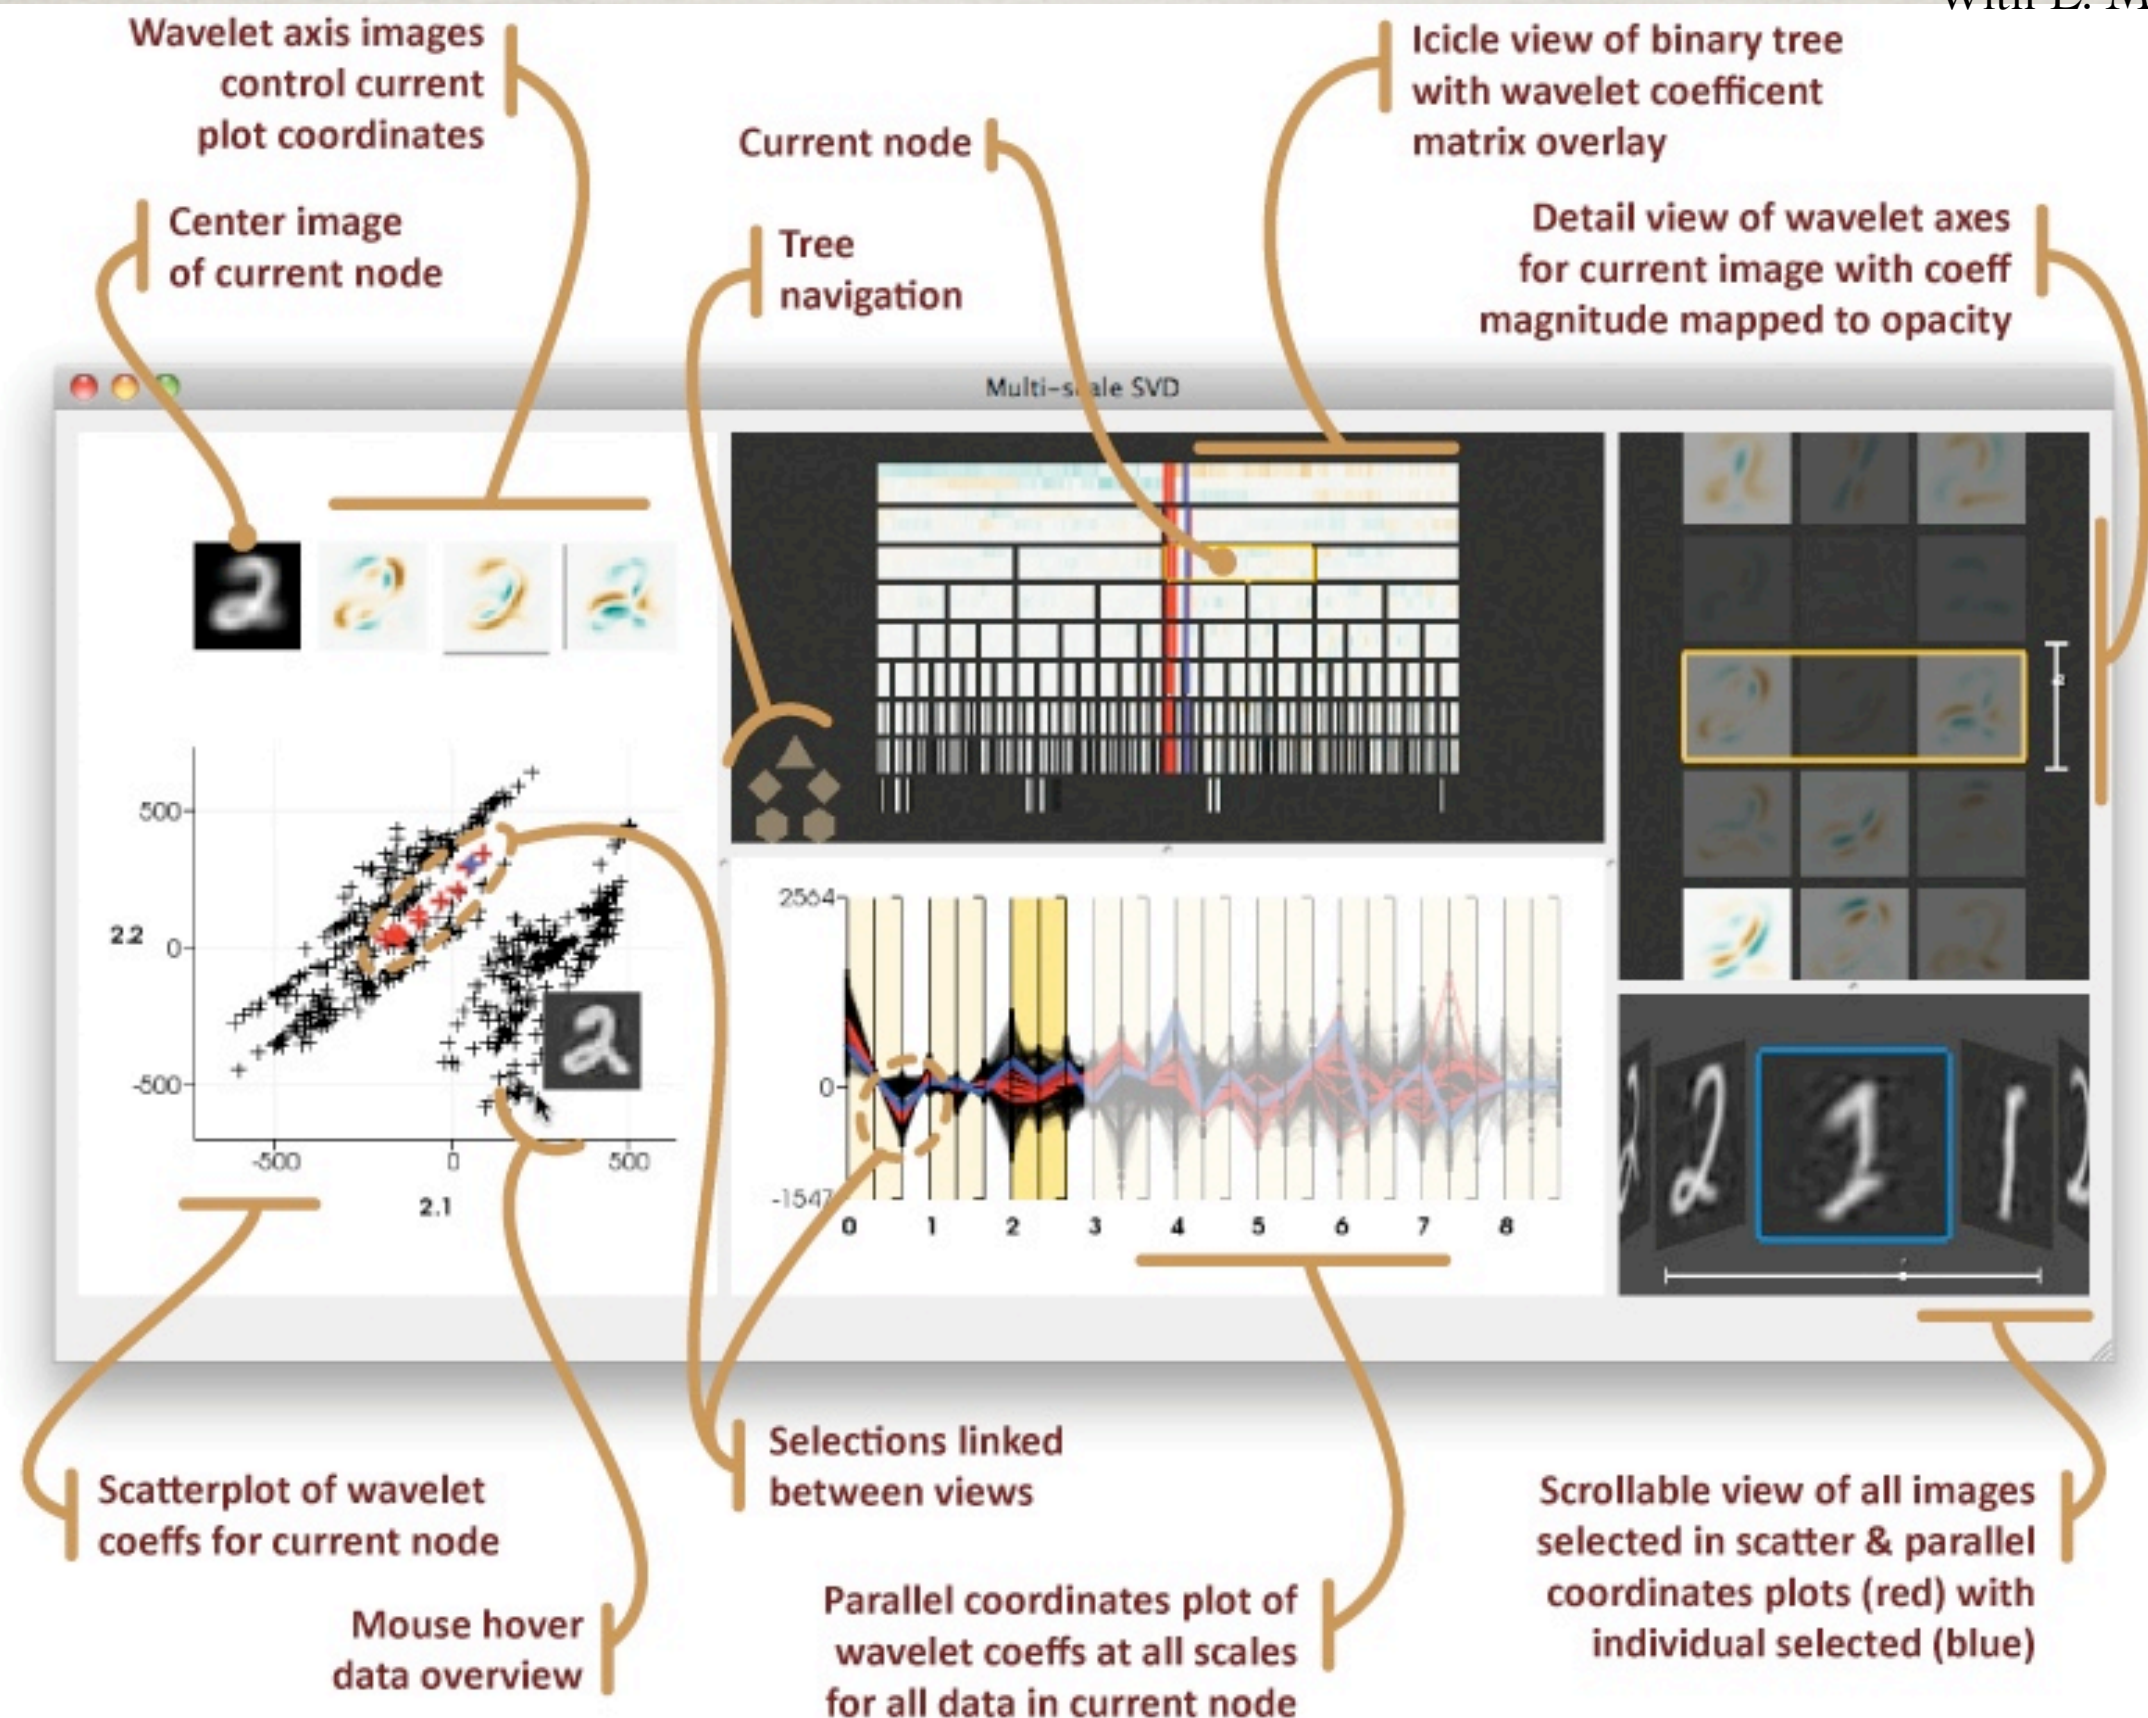 Wavelet axis images
control current
plot coordinates
Icicle view of binary tree
with wavelet coefficent
matrix overlay
Current node
Center image
of current node
Tree
navigation
Detail view of wavelet axes
for current image with coeff
magnitude mapped to opacity
Multi-scale SVD
500
2.2
0
-500
-500
0
500
2.1
2564
0
-1547
0 1 2 3 4 5 6 7 8
Selections linked
between views
Scatterplot of wavelet
coeffs for current node
Mouse hover
data overview
Parallel coordinates plot of
wavelet coeffs at all scales
for all data in current node
Scrollable view of all images
selected in scatter & parallel
coordinates plots (red) with
individual selected (blue)